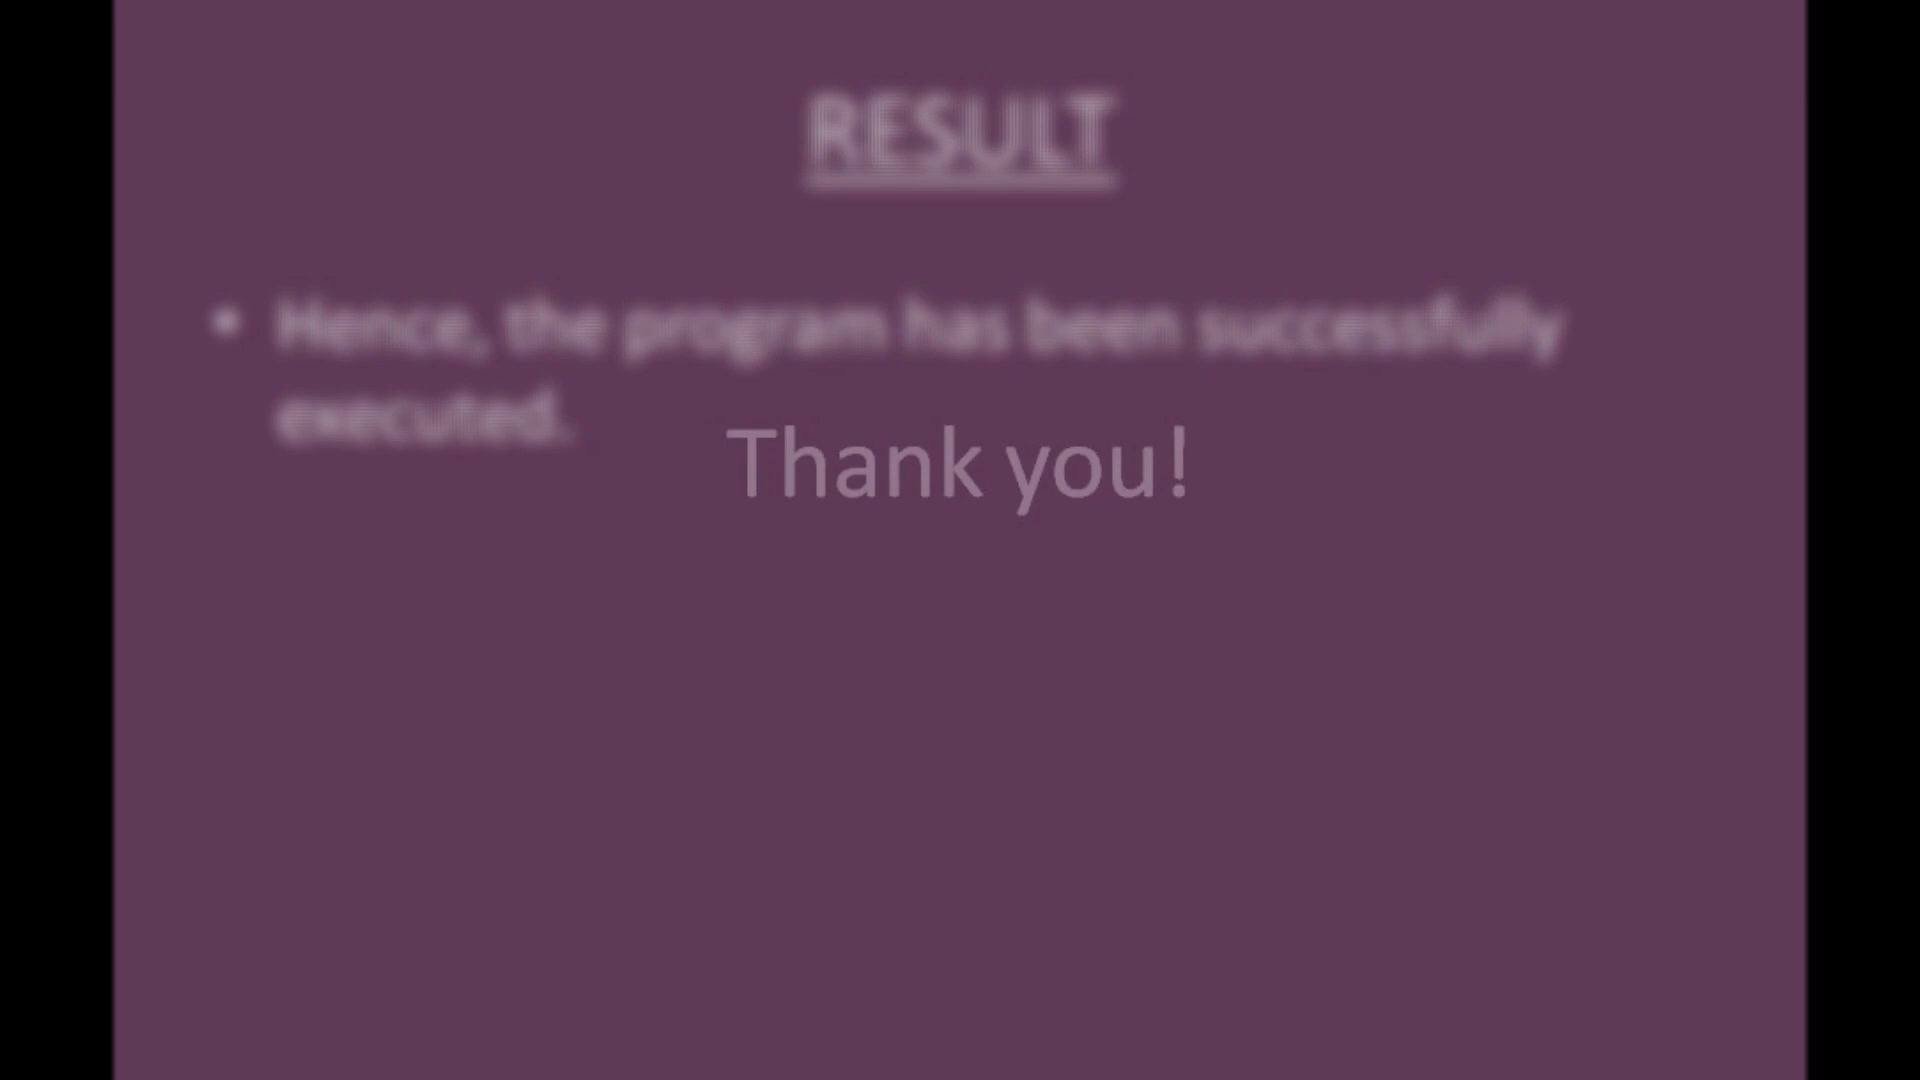 RESULT
• Hence, the program has been successfully
executed.
Thank you!